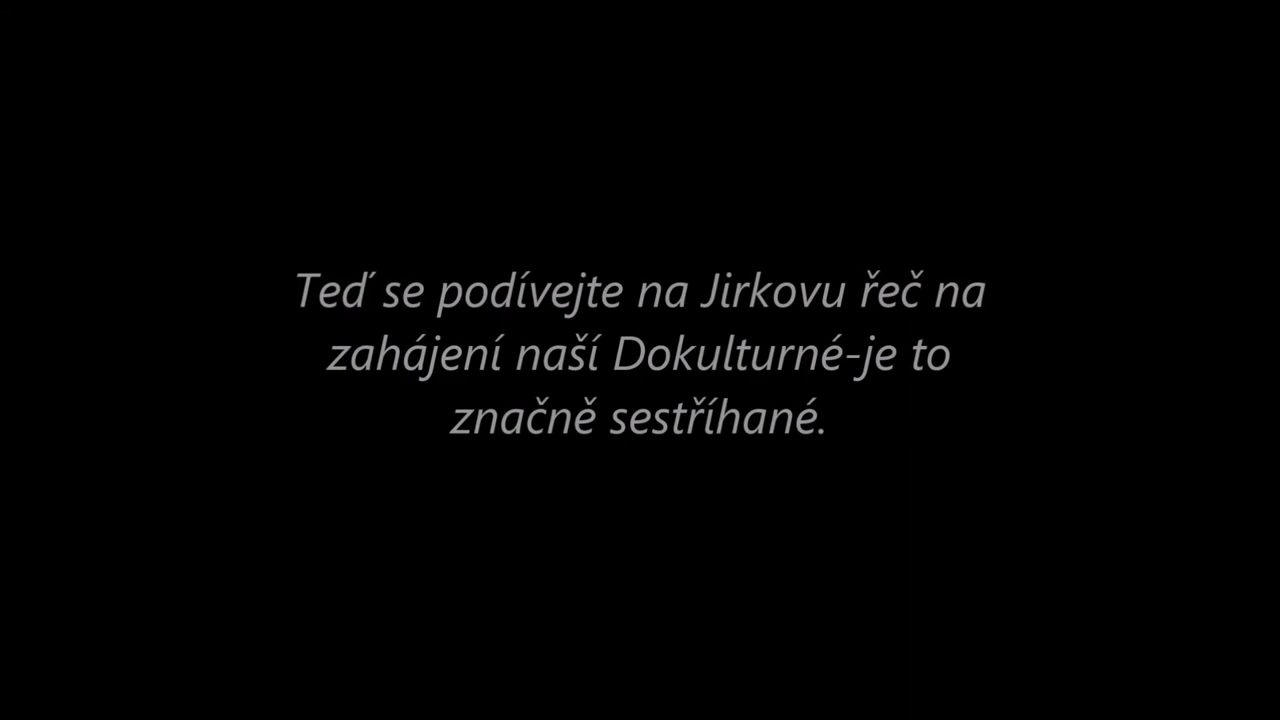 Teď se podívejte na Jirkovu řeč na
zahájení naší Dokulturné-je to
značně sestříhané.